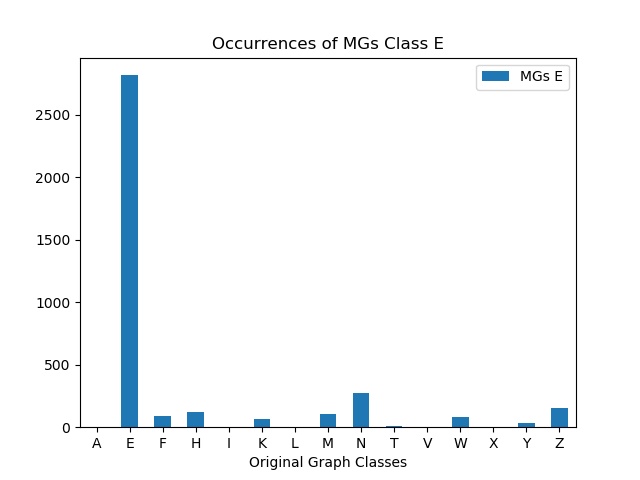 Occurrences of MGs Class E
MGs E
2500
2000
1500
1000
500
0
A E F H I K L M N T V W X Y Z
Original Graph Classes